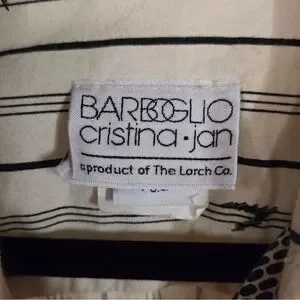 BARBOGLIO
cristina • jan
a product of The Lorch Co.